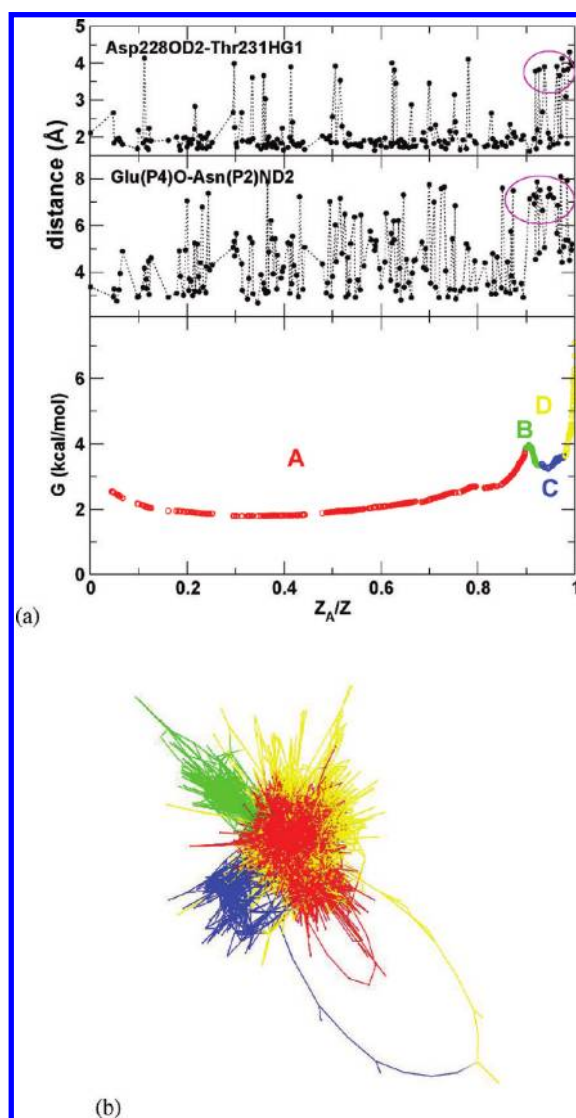 Asp228OD2-Thr231HG1
5
4
3
2
distance (Å)
Glu(P4)O-Asn(P2)ND2
8
6
4
G (kcal/mol)
6
4
2
0
A
B
C
D
0 0.2 0.4 0.6 0.8 1
Z_A/Z
(a)
(b)